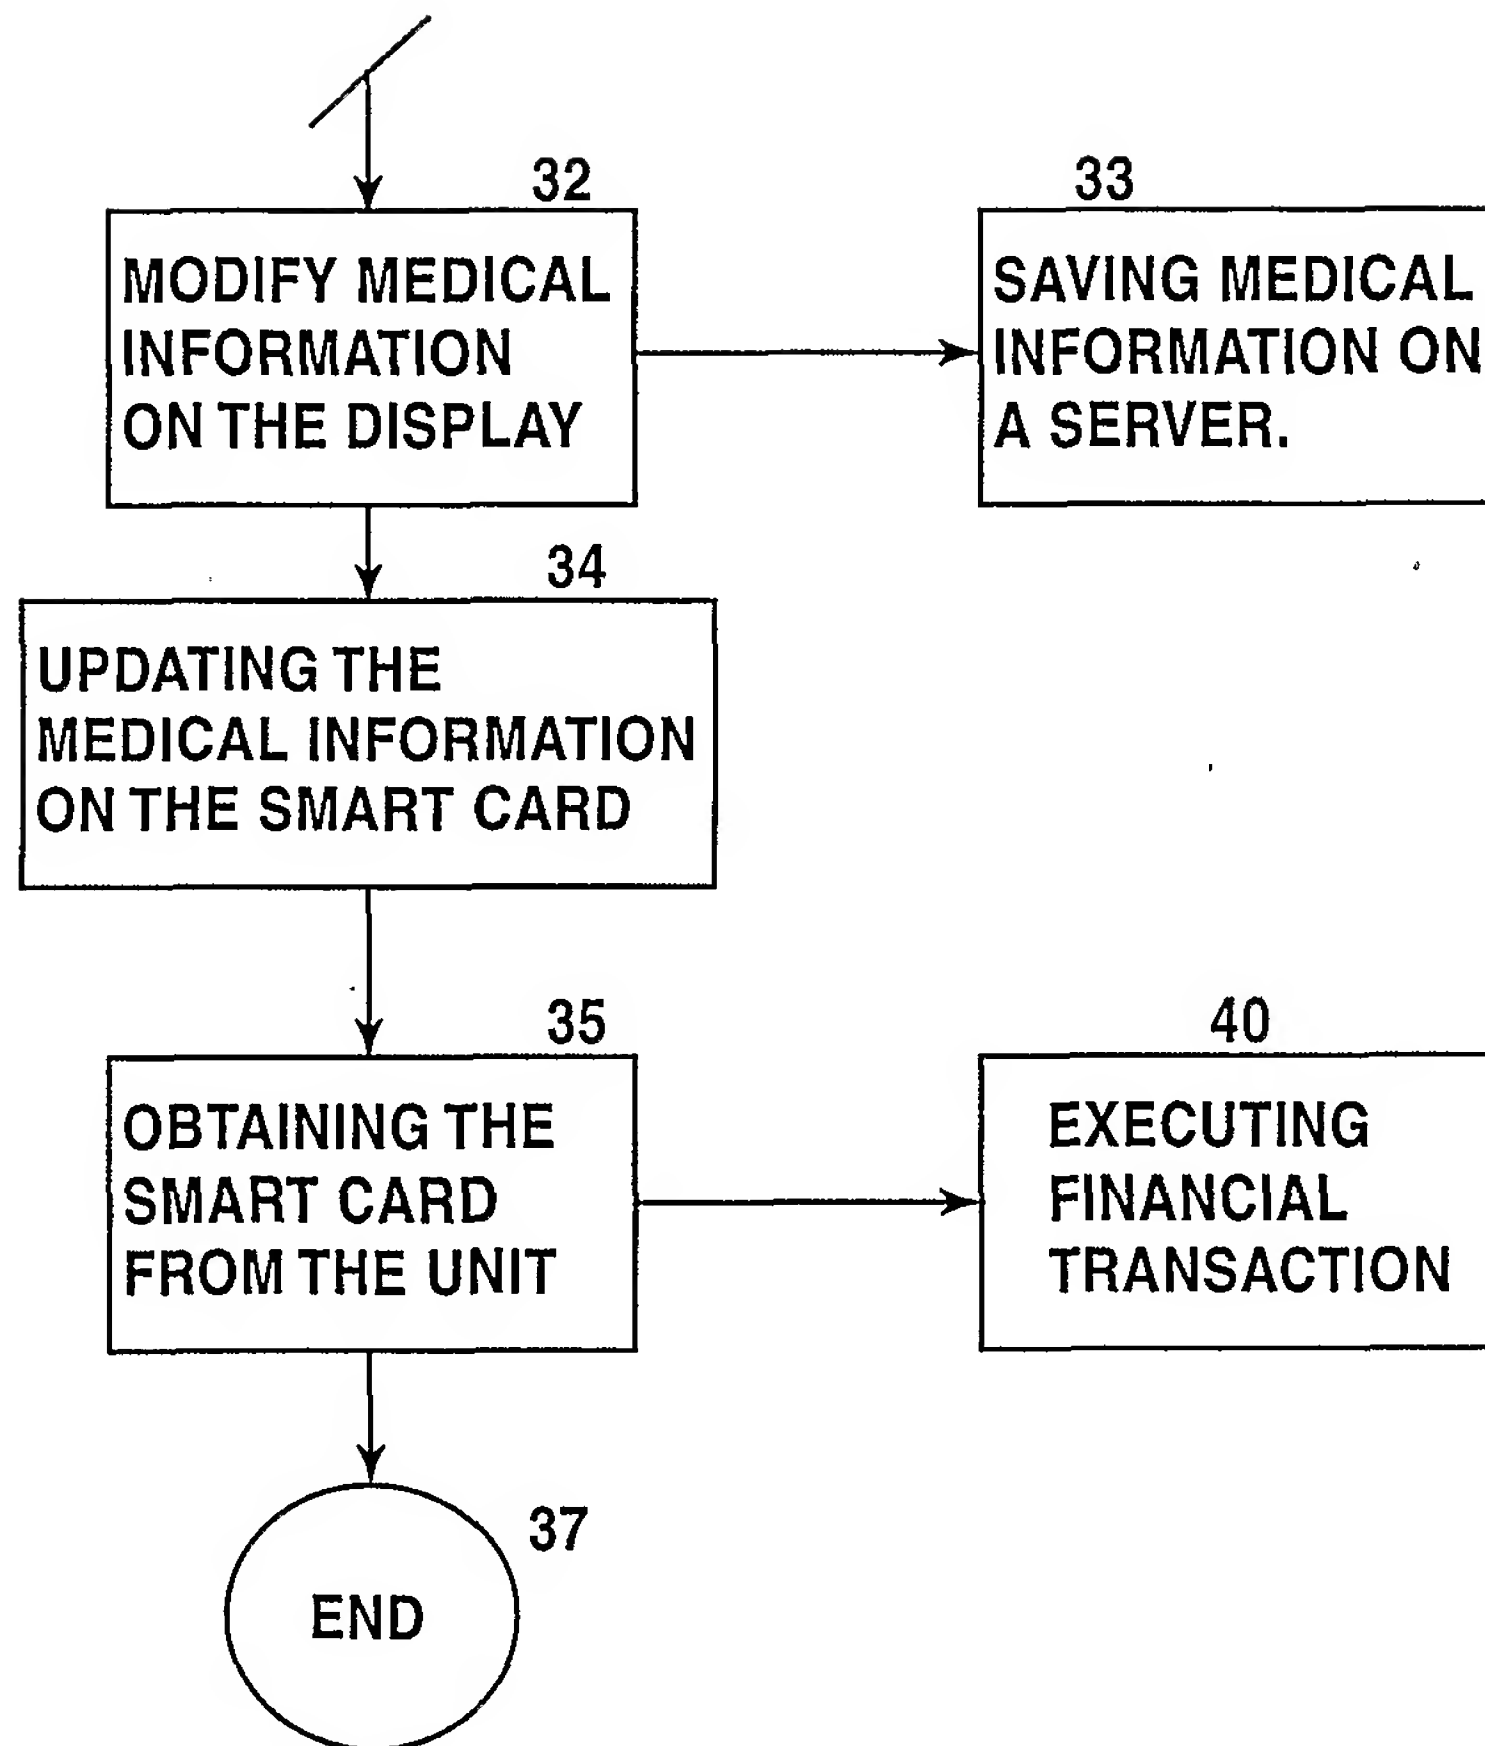 32
MODIFY MEDICAL
INFORMATION
ON THE DISPLAY
33
SAVING MEDICAL
INFORMATION ON
A SERVER.
34
UPDATING THE
MEDICAL INFORMATION
ON THE SMART CARD
35
OBTAINING THE
SMART CARD
FROM THE UNIT
40
EXECUTING
FINANCIAL
TRANSACTION
37
END